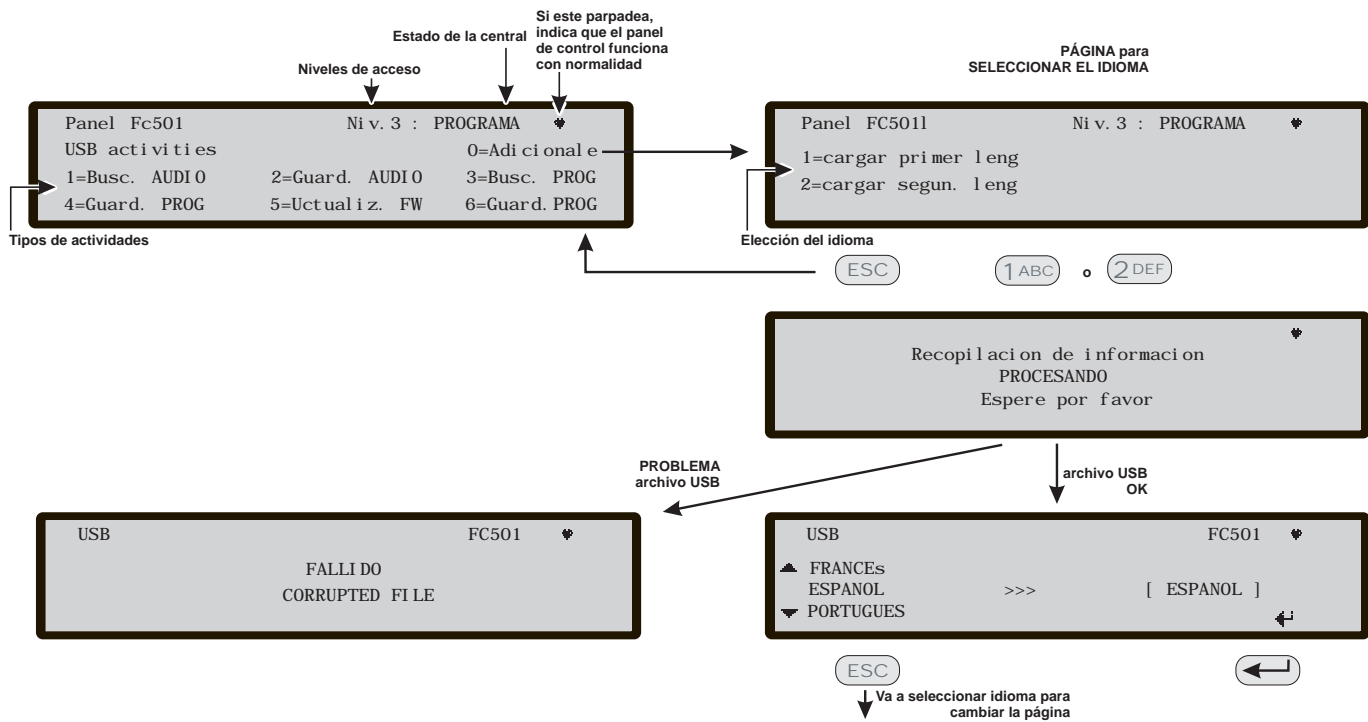 Si este parpadea,
indica que el panel
de control funciona
con normalidad
Estado de la central
Niveles de acceso
PÁGINA para
SELECCIONAR EL IDIOMA
Panel Fc501 Niv.3 : PROGRAMA
USB activities 0=Adicionale
1=Busc. AUDIO 2=Guard. AUDIO 3=Busc. PROG
4=Guard. PROG 5=Uctualiz. FW 6=Guard.PROG
Tipos de actividades
Panel FC501l Niv.3 : PROGRAMA
1=cargar primer leng
2=cargar segun. leng
Elección del idioma
ESC 1 ABC o 2 DEF
Recopilacion de informacion
PROCESANDO
Espere por favor
PROBLEMA
archivo USB
archivo USB
OK
USB FC501
FALLIDO
CORRUPTED FILE
USB FC501
FRANCEs
ESPANOL >>> [ ESPANOL ]
PORTUGUES
ESC
Va a seleccionar idioma para
cambiar la página